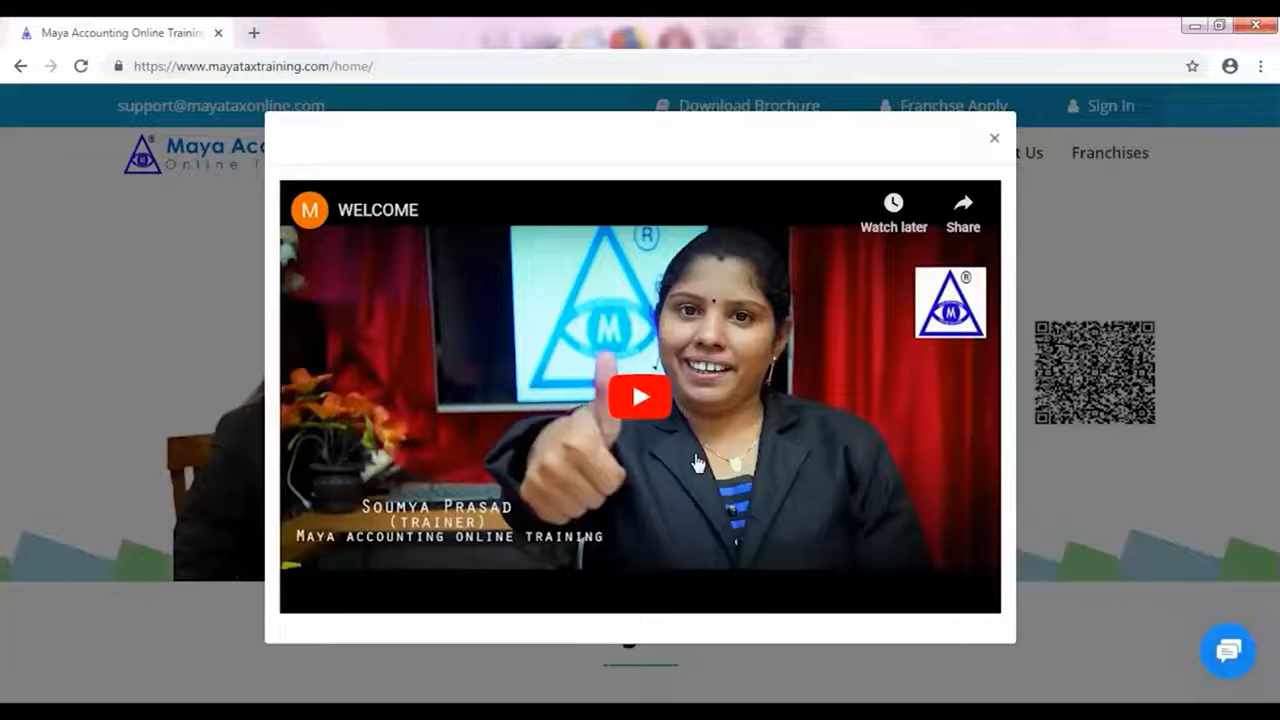 Maya Accounting Online Trainin
https://www.mayataxtraining.com/home/
support@mayataxonline.com
Download Brochure
Franchse Apply
Sign In
Maya Acc
Online T
t Us
Franchises
M
WELCOME
Watch later
Share
R
M
R
M
SOUMYA PRASAD
(TRAINER)
MAYA ACCOUNTING ONLINE TRAINING